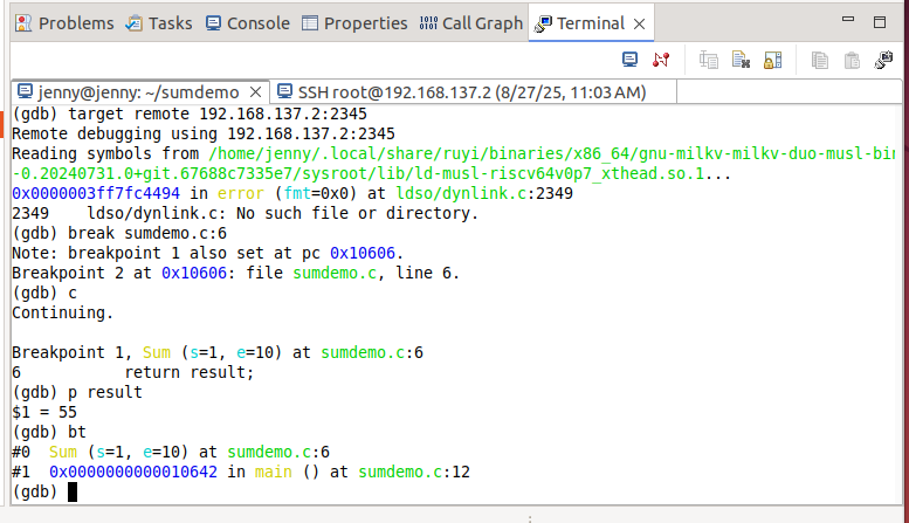 Problems Tasks Console Properties Call Graph Terminal
jenny@jenny: ~/sumdemo SSH root@192.168.137.2 (8/27/25, 11:03 AM)
(gdb) target remote 192.168.137.2:2345
Remote debugging using 192.168.137.2:2345
Reading symbols from /home/jenny/.local/share/ruyi/binaries/x86_64/gnu-milkv-milkv-duo-musl-bin
-0.20240731.0+git.67688c7335e7/sysroot/lib/ld-musl-riscv64v0p7_xthead.so.1...
0x0000003ff7fc4494 in error (fmt=0x0) at ldso/dynlink.c:2349
2349    ldso/dynlink.c: No such file or directory.
(gdb) break sumdemo.c:6
Note: breakpoint 1 also set at pc 0x10606.
Breakpoint 2 at 0x10606: file sumdemo.c, line 6.
(gdb) c
Continuing.
Breakpoint 1, Sum (s=1, e=10) at sumdemo.c:6
6           return result;
(gdb) p result
$1 = 55
(gdb) bt
#0  Sum (s=1, e=10) at sumdemo.c:6
#1  0x0000000000010642 in main () at sumdemo.c:12
(gdb)